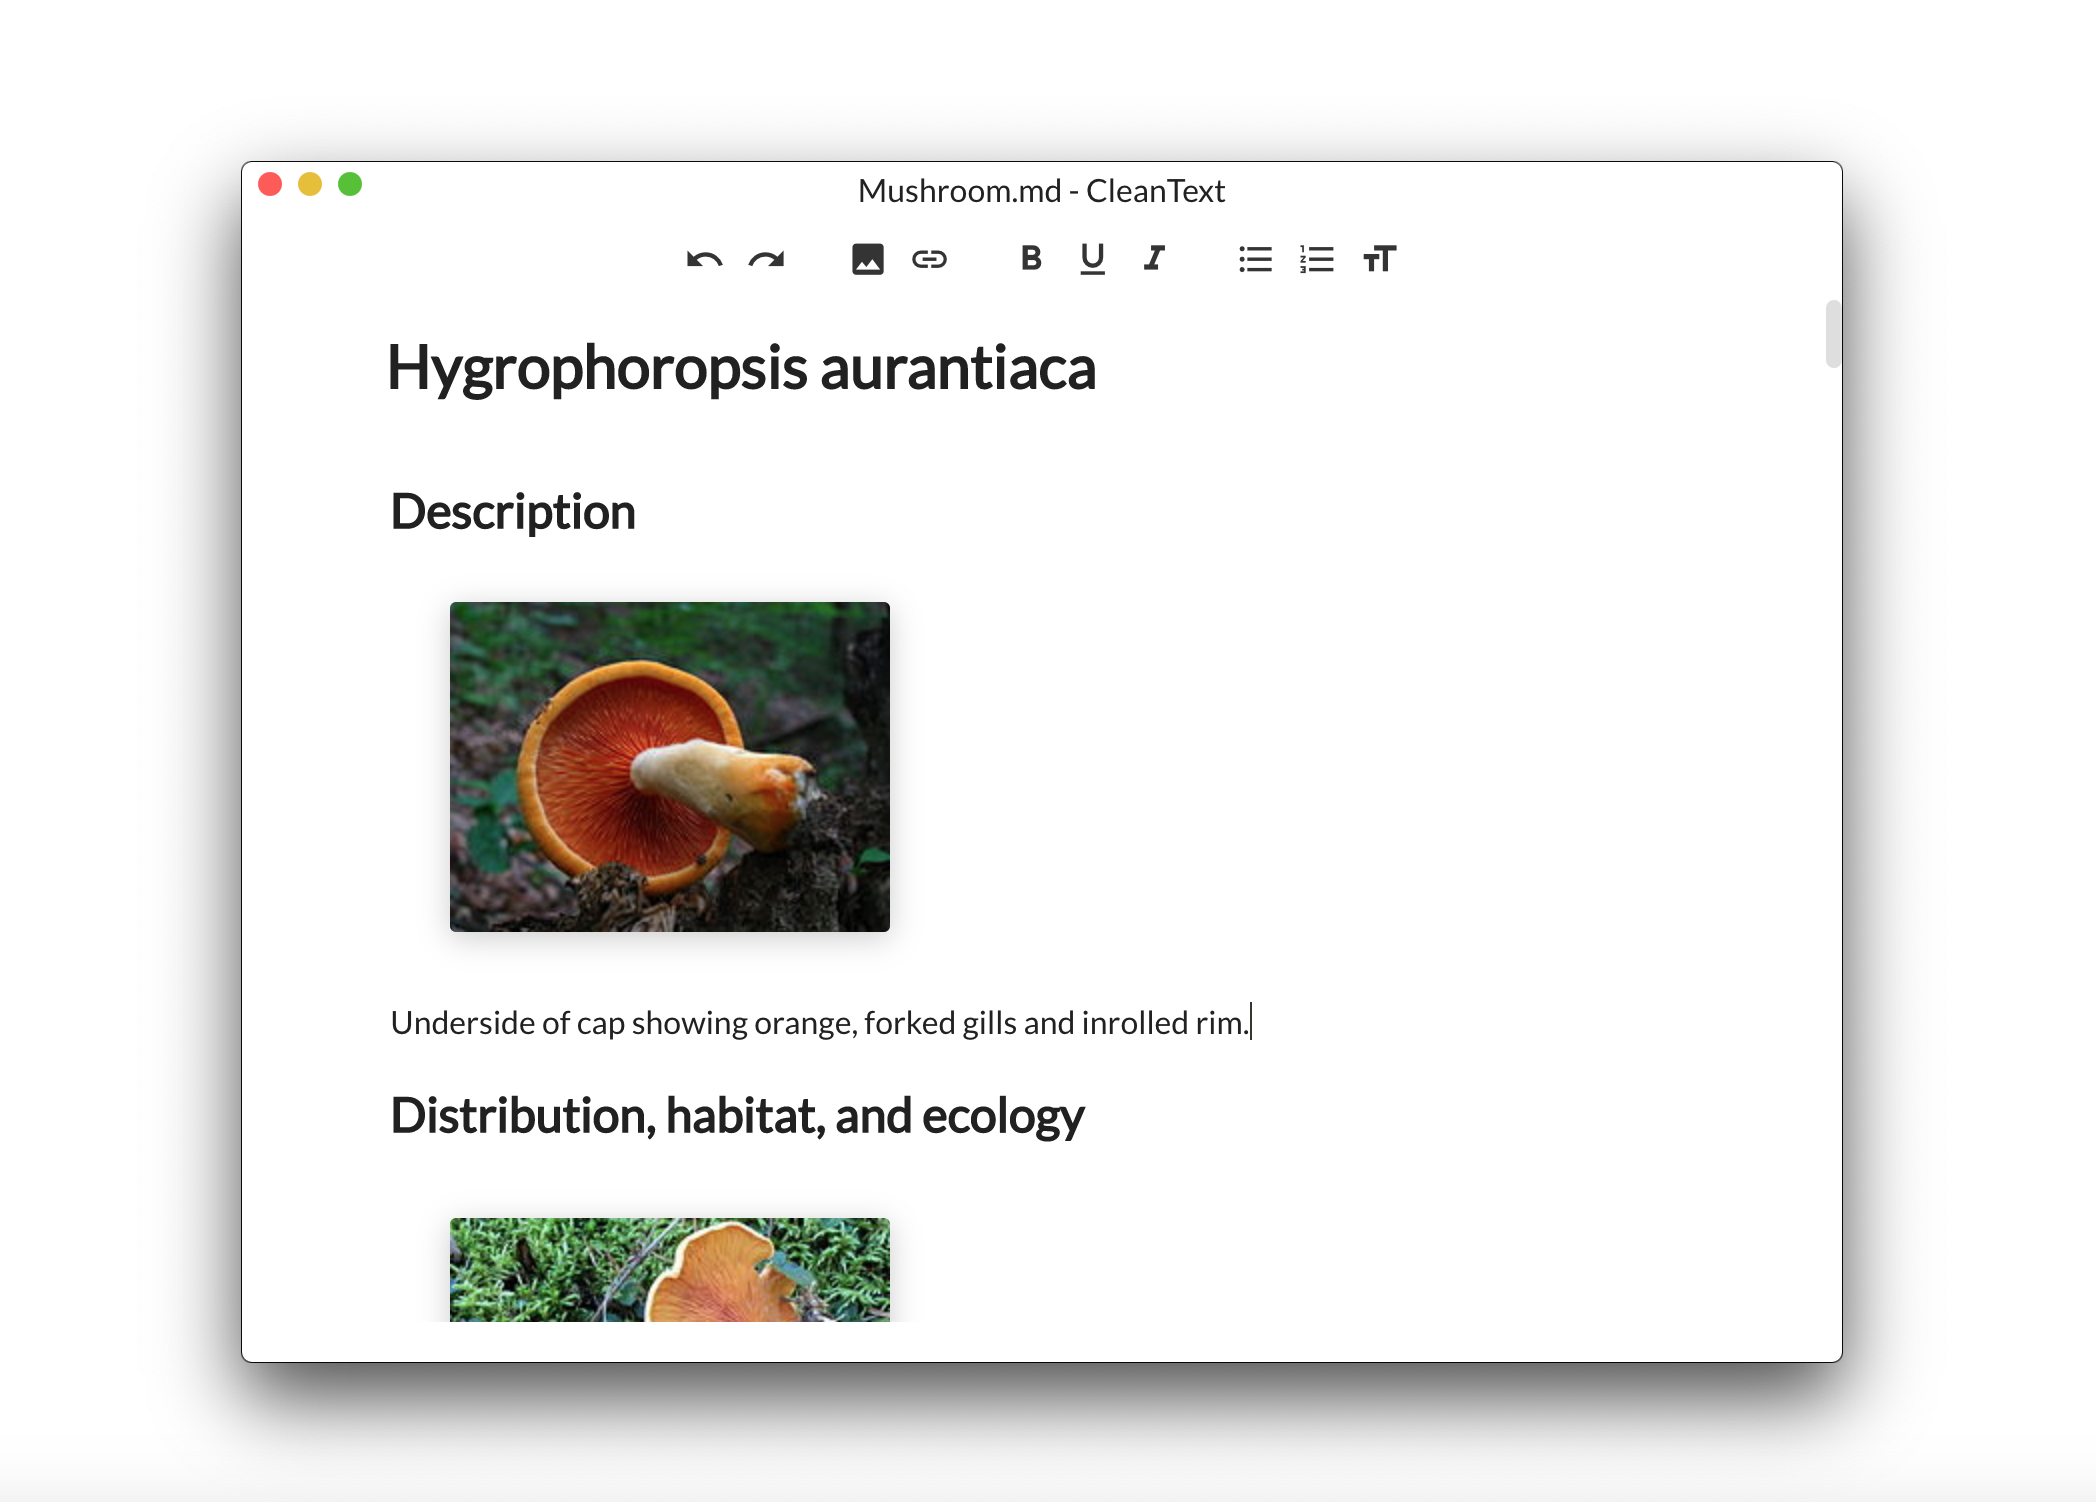 Mushroom.md - CleanText
Hygrophoropsis aurantiaca
Description
Underside of cap showing orange, forked gills and inrolled rim.
Distribution, habitat, and ecology